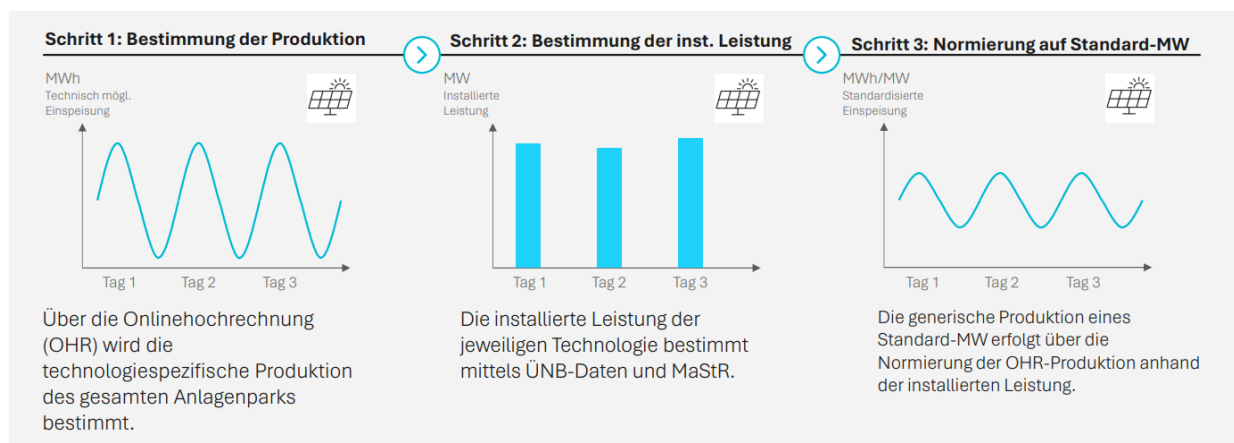 Schritt 1: Bestimmung der Produktion
MWh
Technisch mögl.
Einspeisung
Tag 1
Tag 2
Tag 3
Über die Onlinehochrechnung
(OHR) wird die
technologiespezifische Produktion
des gesamten Anlagenparks
bestimmt.
Schritt 2: Bestimmung der inst. Leistung
MW
Installierte
Leistung
Tag 1
Tag 2
Tag 3
Die installierte Leistung der
jeweiligen Technologie bestimmt
mittels ÜNB-Daten und MaStR.
Schritt 3: Normierung auf Standard-MW
MWh/MW
Standardisierte
Einspeisung
Tag 1
Tag 2
Tag 3
Die generische Produktion eines
Standard-MW erfolgt über die
Normierung der OHR-Produktion anhand
der installierten Leistung.